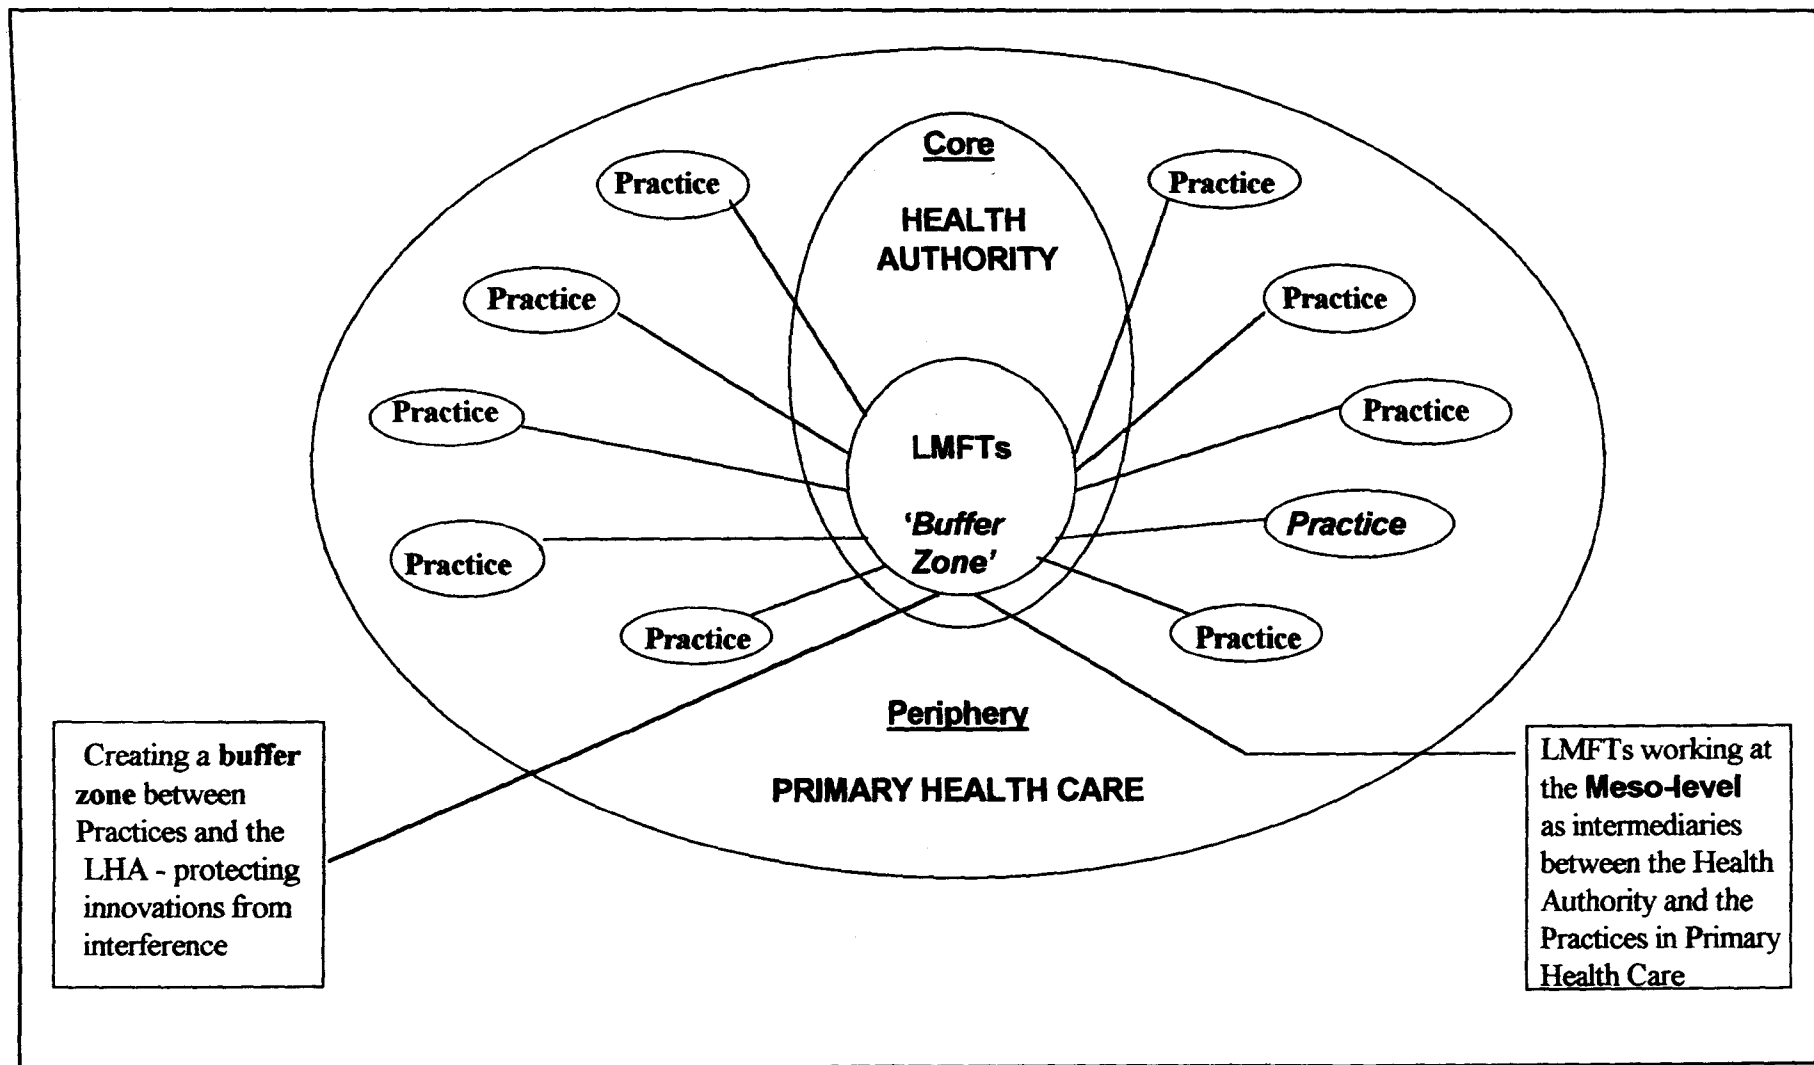 Core
HEALTH
AUTHORITY
Practice
Practice
Practice
Practice
Practice
Practice
Practice
Practice
Practice
Practice
LMFTs
‘Buffer
Zone’
Periphery
PRIMARY HEALTH CARE
Creating a buffer
zone between
Practices and the
LHA - protecting
innovations from
interference
LMFTs working at
the Meso-level
as intermediaries
between the Health
Authority and the
Practices in Primary
Health Care